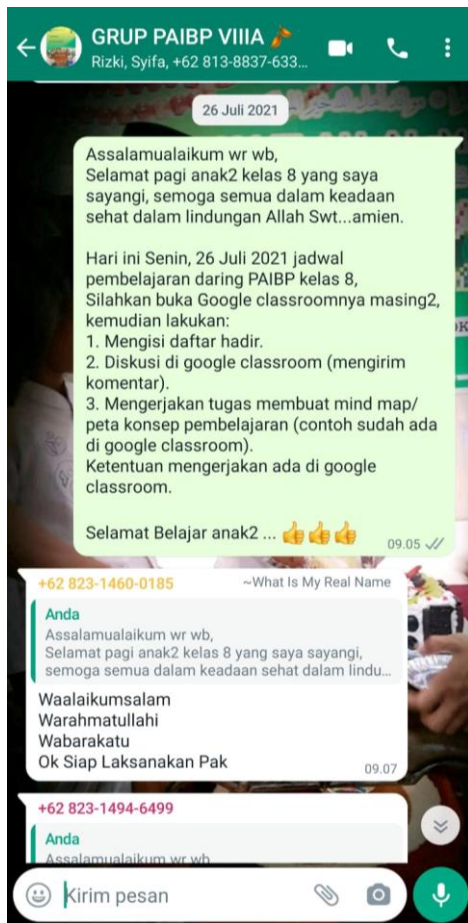 GRUP PAIBP VIIIA
Rizki, Syifa, +62 813-8837-633...
26 Juli 2021
Assalamualaikum wr wb,
Selamat pagi anak2 kelas 8 yang saya
sayangi, semoga semua dalam keadaan
sehat dalam lindungan Allah Swt...amien.
Hari ini Senin, 26 Juli 2021 jadwal
pembelajaran daring PAIBP kelas 8,
Silahkan buka Google classroomnya masing2,
kemudian lakukan:
1. Mengisi daftar hadir.
2. Diskusi di google classroom (mengirim
komentar).
3. Mengerjakan tugas membuat mind map/
peta konsep pembelajaran (contoh sudah ada
di google classroom).
Ketentuan mengerjakan ada di google
classroom.
Selamat Belajar anak2 ... 👍👍👍
09.05
+62 823-1460-0185 ~What Is My Real Name
Anda
Assalamualaikum wr wb,
Selamat pagi anak2 kelas 8 yang saya sayangi,
semoga semua dalam keadaan sehat dalam lindu...
Waalaikumsalam
Warahmatullahi
Wabarakatu
Ok Siap Laksanakan Pak
09.07
+62 823-1494-6499
Anda
Assalamualaikum wr wb
Kirim pesan